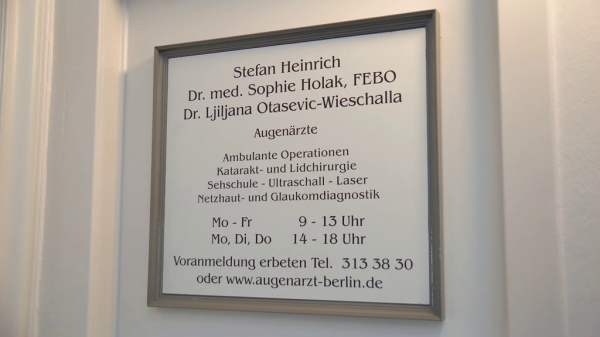 Stefan Heinrich
Dr. med. Sophie Holak, FEBO
Dr. Ljiljana Otasevic-Wieschalla
Augenärzte
Ambulante Operationen
Katarakt- und Lidchirurgie
Sehschule - Ultraschall - Laser
Netzhaut- und Glaukomdiagnostik
Mo - Fr 9 - 13 Uhr
Mo, Di, Do 14 - 18 Uhr
Voranmeldung erbeten Tel. 313 38 30
oder www.augenarzt-berlin.de